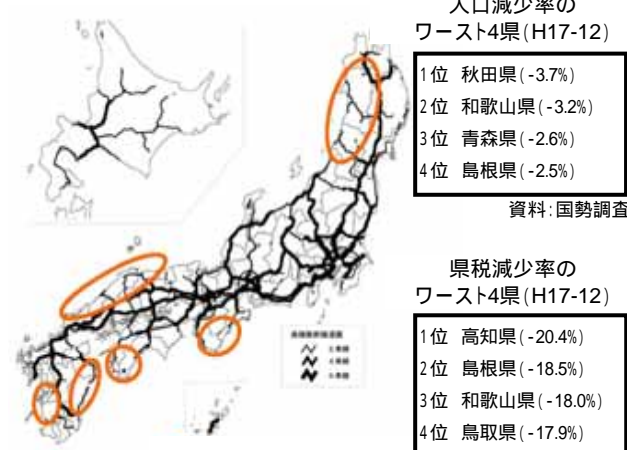 人口減少率の
ワースト4県(H17-12)
1位 秋田県(-3.7%)
2位 和歌山県(-3.2%)
3位 青森県(-2.6%)
4位 島根県(-2.5%)
資料:国勢調査
県税減少率の
ワースト4県(H17-12)
1位 高知県(-20.4%)
2位 島根県(-18.5%)
3位 和歌山県(-18.0%)
4位 鳥取県(-17.9%)